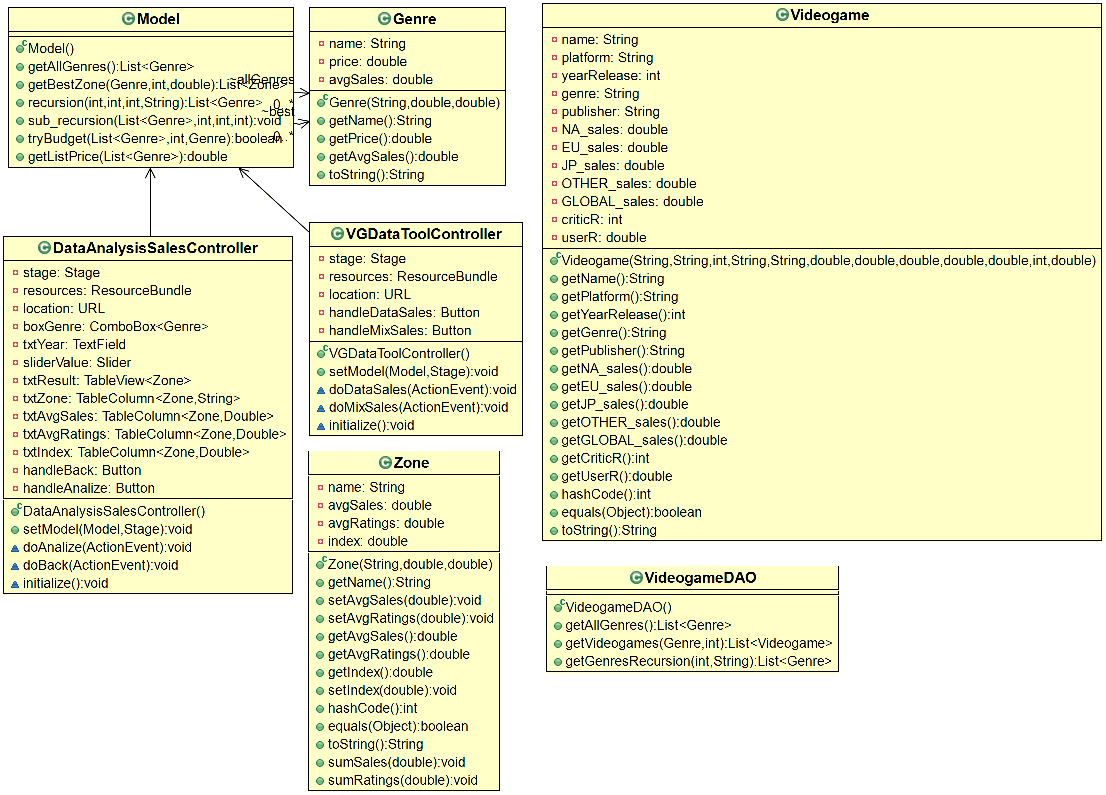 Model
Model()
getAllGenres():List<Genre>
getBestZone(Genre,int,double):List<Zone>
recursion(int,int,int,String):List<Genre>
sub_recursion(List<Genre>,int,int,int):void
tryBudget(List<Genre>,int,Genre):boolean
getListPrice(List<Genre>):double
~allGenres
0..*
~best
0..*
Genre
name: String
price: double
avgSales: double
Genre(String,double,double)
getName():String
getPrice():double
getAvgSales():double
toString():String
Videogame
name: String
platform: String
yearRelease: int
genre: String
publisher: String
NA_sales: double
EU_sales: double
JP_sales: double
OTHER_sales: double
GLOBAL_sales: double
criticR: int
userR: double
Videogame(String,String,int,String,String,double,double,double,double,double,int,double)
getName():String
getPlatform():String
getYearRelease():int
getGenre():String
getPublisher():String
getNA_sales():double
getEU_sales():double
getJP_sales():double
getOTHER_sales():double
getGLOBAL_sales():double
getCriticR():int
getUserR():double
hashCode():int
equals(Object):boolean
toString():String
DataAnalysisSalesController
stage: Stage
resources: ResourceBundle
location: URL
boxGenre: ComboBox<Genre>
txtYear: TextField
sliderValue: Slider
txtResult: TableView<Zone>
txtZone: TableColumn<Zone,String>
txtAvgSales: TableColumn<Zone,Double>
txtAvgRatings: TableColumn<Zone,Double>
txtIndex: TableColumn<Zone,Double>
handleBack: Button
handleAnalize: Button
DataAnalysisSalesController()
setModel(Model,Stage):void
doAnalize(ActionEvent):void
doBack(ActionEvent):void
initialize():void
VGDataToolController
stage: Stage
resources: ResourceBundle
location: URL
handleDataSales: Button
handleMixSales: Button
VGDataToolController()
setModel(Model,Stage):void
doDataSales(ActionEvent):void
doMixSales(ActionEvent):void
initialize():void
Zone
name: String
avgSales: double
avgRatings: double
index: double
Zone(String,double,double)
getName():String
setAvgSales(double):void
setAvgRatings(double):void
getAvgSales():double
getAvgRatings():double
getIndex():double
setIndex(double):void
hashCode():int
equals(Object):boolean
toString():String
sumSales(double):void
sumRatings(double):void
VideogameDAO
VideogameDAO()
getAllGenres():List<Genre>
getVideogames(Genre,int):List<Videogame>
getGenresRecursion(int,String):List<Genre>